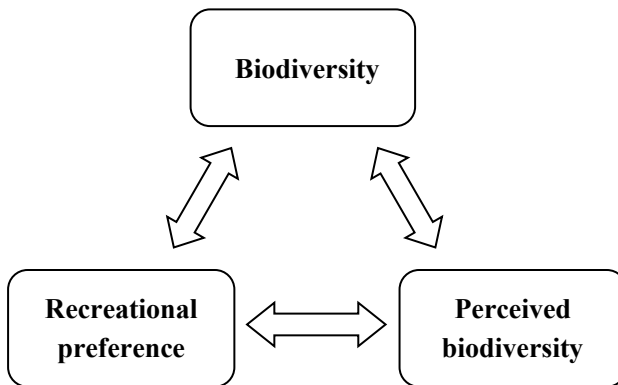 Biodiversity
Recreational
preference
Perceived
biodiversity